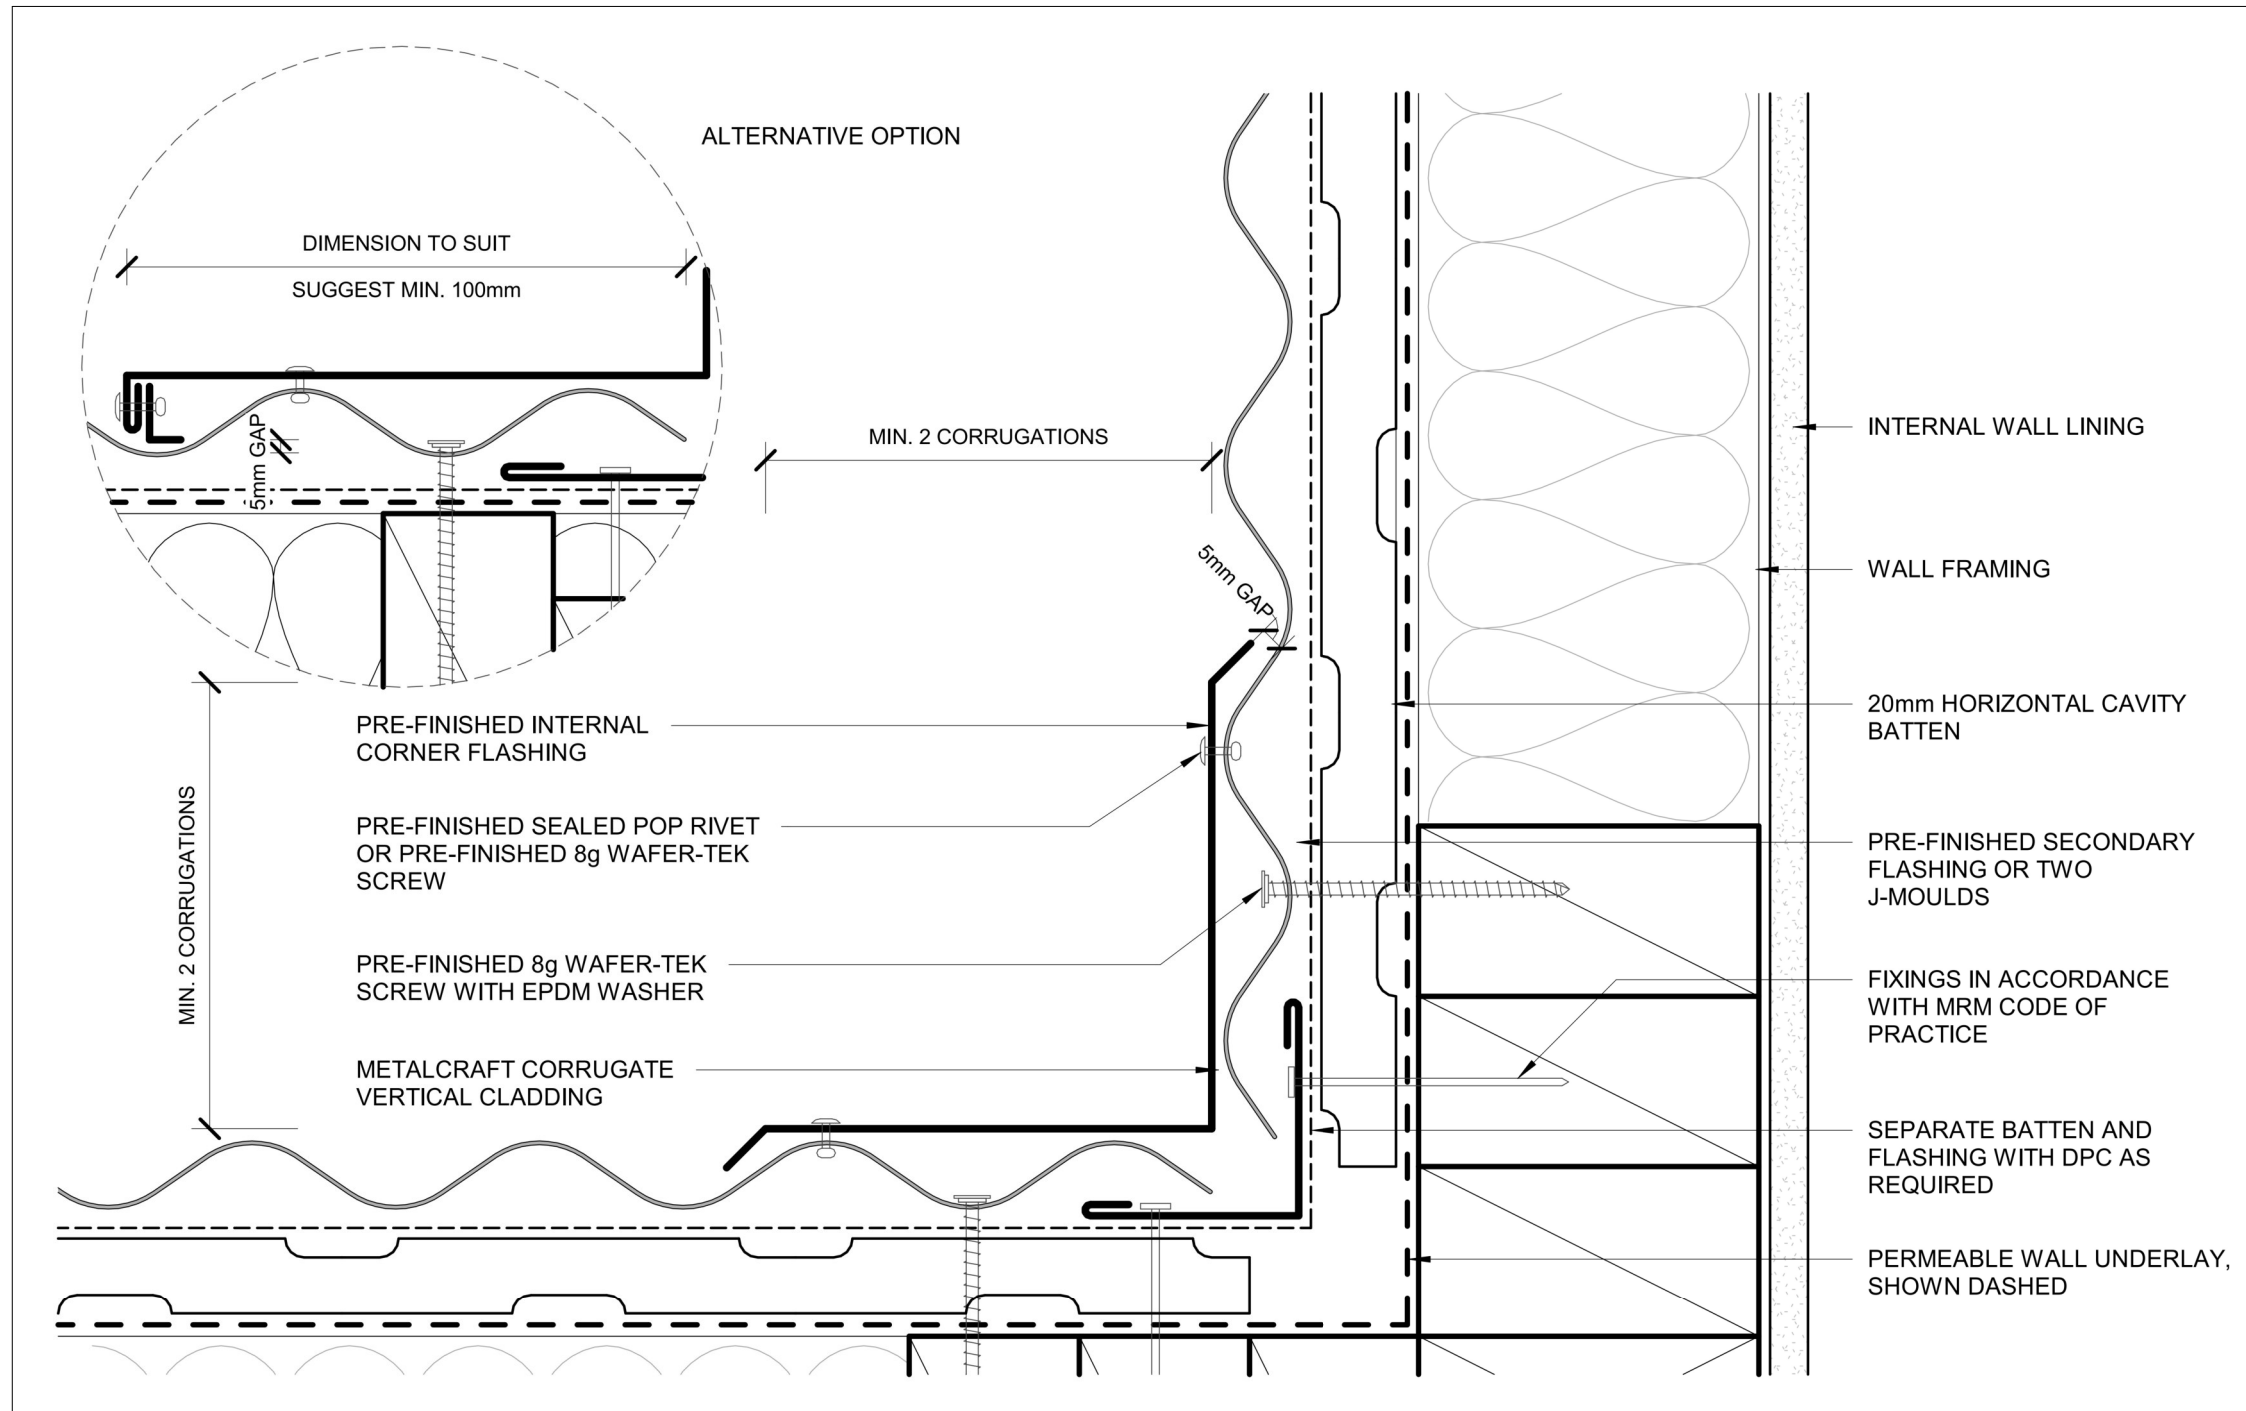 ALTERNATIVE OPTION
DIMENSION TO SUIT
SUGGEST MIN. 100mm
5mm GAP
MIN. 2 CORRUGATIONS
5mm GAP
MIN. 2 CORRUGATIONS
PRE-FINISHED INTERNAL
CORNER FLASHING
PRE-FINISHED SEALED POP RIVET
OR PRE-FINISHED 8g WAFER-TEK
SCREW
PRE-FINISHED 8g WAFER-TEK
SCREW WITH EPDM WASHER
METALCRAFT CORRUGATE
VERTICAL CLADDING
INTERNAL WALL LINING
WALL FRAMING
20mm HORIZONTAL CAVITY
BATTEN
PRE-FINISHED SECONDARY
FLASHING OR TWO
J-MOULDS
FIXINGS IN ACCORDANCE
WITH MRM CODE OF
PRACTICE
SEPARATE BATTEN AND
FLASHING WITH DPC AS
REQUIRED
PERMEABLE WALL UNDERLAY,
SHOWN DASHED